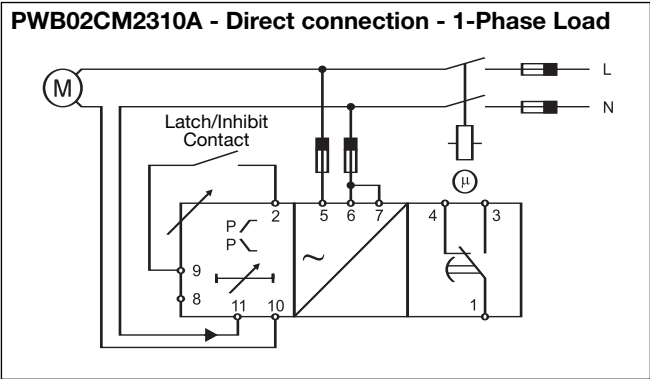 PWB02CM2310A - Direct connection - 1-Phase Load
M
L
N
Latch/Inhibit
Contact
μ
2 5 6 7 4 3
P
P
~
9
8
11 10 1